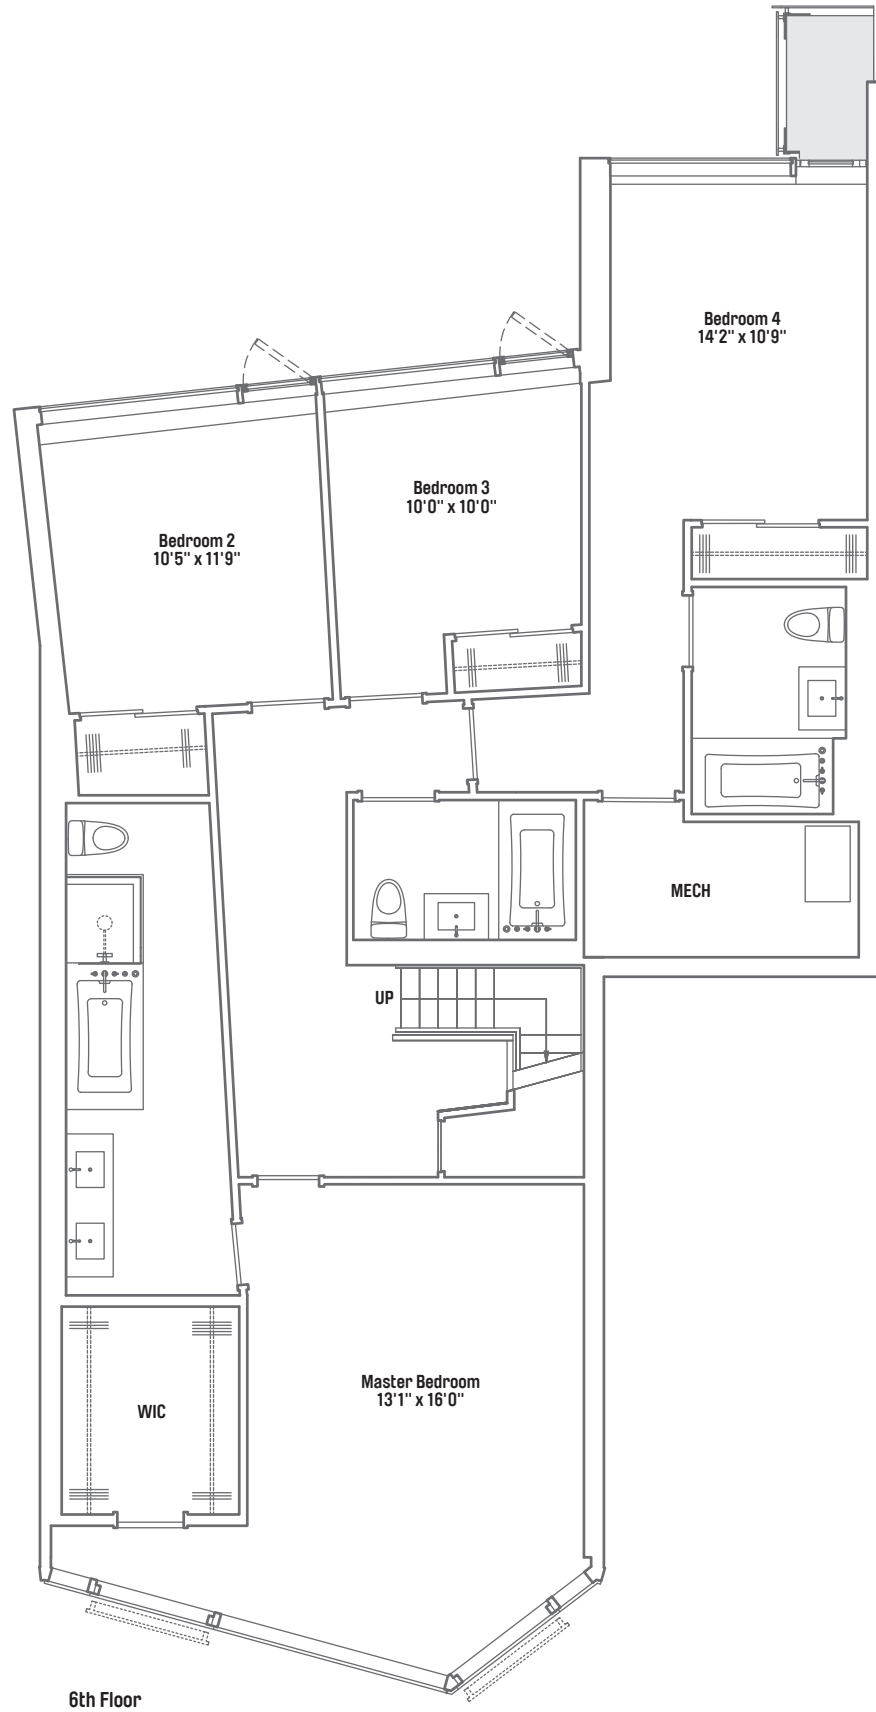 Bedroom 4
14'2" x 10'9"
Bedroom 3
10'0" x 10'0"
Bedroom 2
10'5" x 11'9"
MECH
UP
Master Bedroom
13'1" x 16'0"
WIC
6th Floor